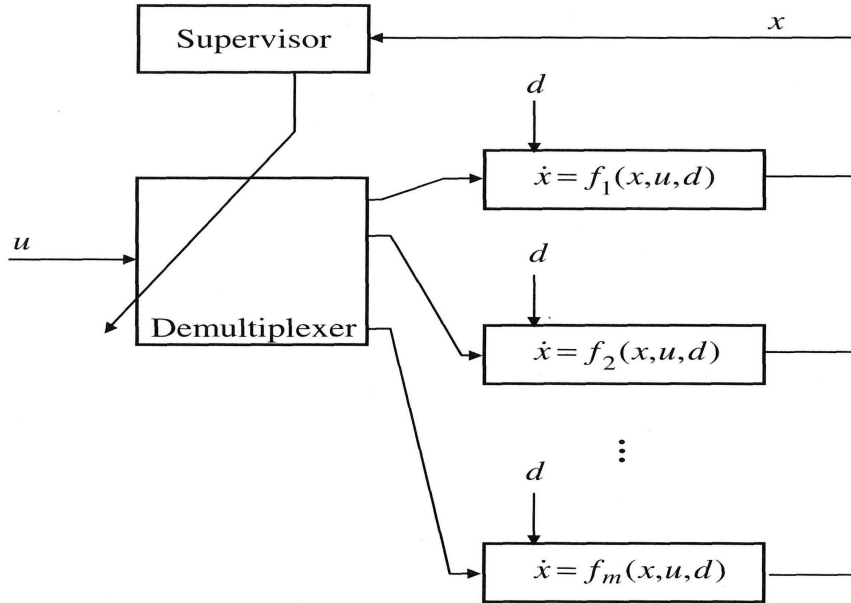 Supervisor
x
d
ẋ = f₁(x,u,d)
u
d
Demultiplexer
ẋ = f₂(x,u,d)
⋮
d
ẋ = fₘ(x,u,d)